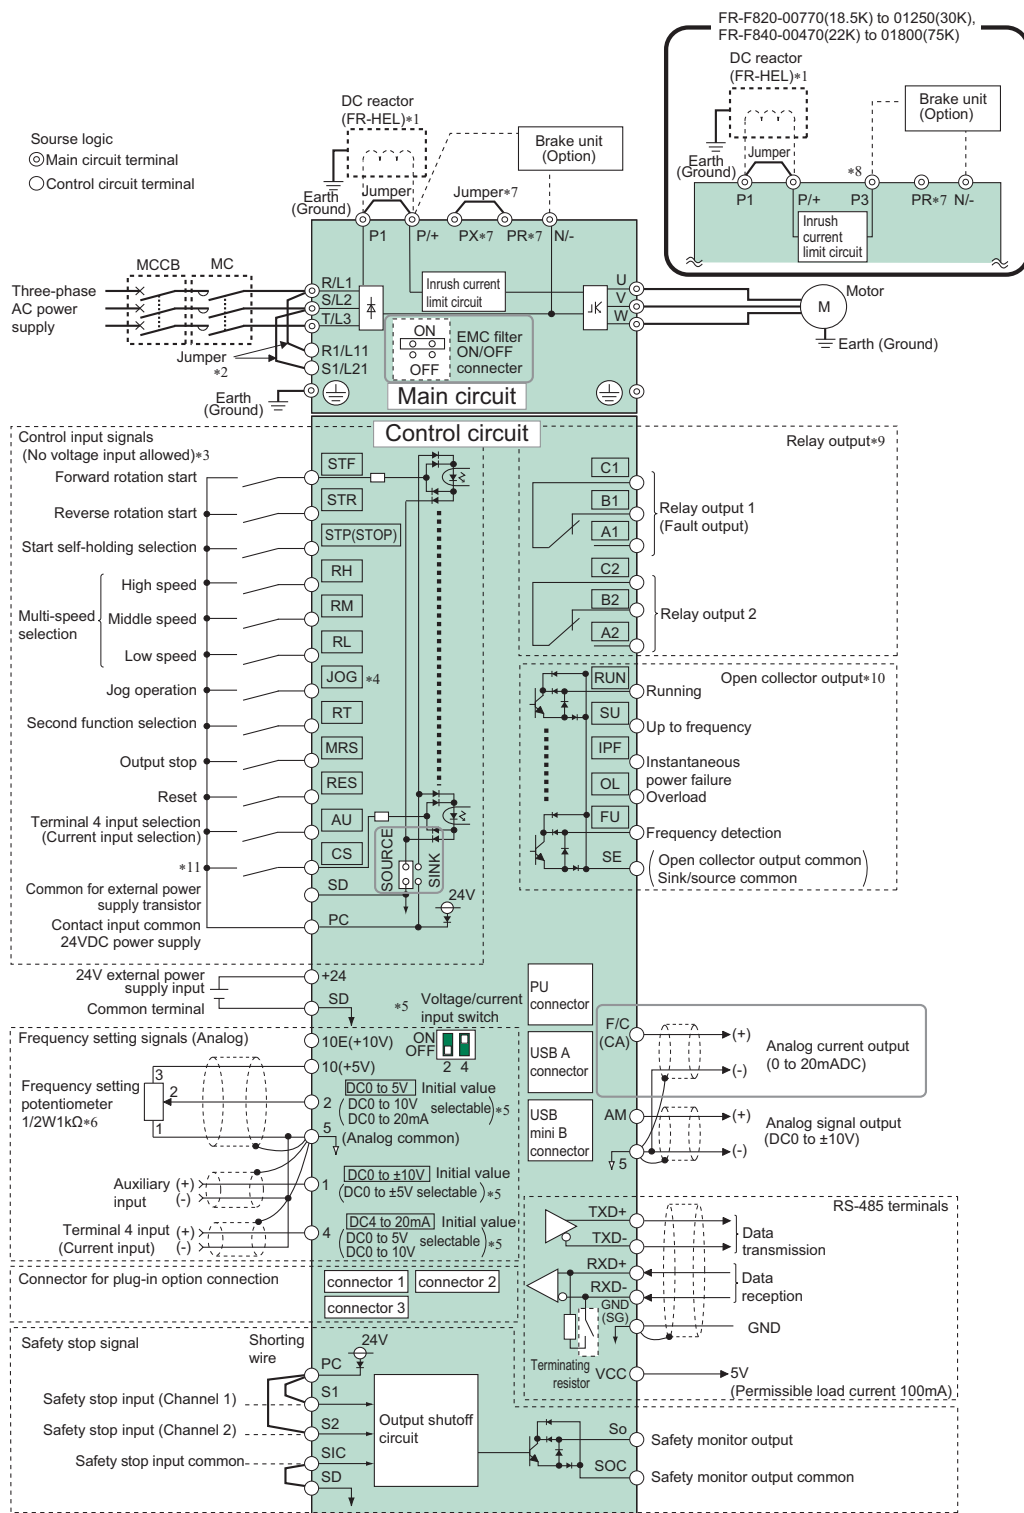 FR-F820-00770(18.5K) to 01250(30K),
FR-F840-00470(22K) to 01800(75K)
DC reactor
(FR-HEL)*1
Brake unit
(Option)
Earth
(Ground)
Jumper
*8
P1
P/+
P3
PR*7
N/-
Inrush
current
limit circuit
Sourse logic
Main circuit terminal
Control circuit terminal
DC reactor
(FR-HEL)*1
Brake unit
(Option)
Earth
(Ground)
Jumper
Jumper*7
P1
P/+
PX*7
PR*7
N/-
MCCB
MC
Three-phase
AC power
supply
R/L1
S/L2
T/L3
R1/L11
S1/L21
Jumper
*2
Earth
(Ground)
Inrush current
limit circuit
ON
OFF
EMC filter
ON/OFF
connecter
Main circuit
U
V
W
Motor
M
Earth (Ground)
Control circuit
Control input signals
(No voltage input allowed)*3
Forward rotation start
STF
Reverse rotation start
STR
Start self-holding selection
STP(STOP)
Multi-speed
selection
High speed
RH
Middle speed
RM
Low speed
RL
Jog operation
JOG *4
Second function selection
RT
Output stop
MRS
Reset
RES
Terminal 4 input selection
(Current input selection)
AU
*11
CS
SOURCE
SINK
Common for external power
supply transistor
SD
24V
Contact input common
24VDC power supply
PC
Relay output*9
C1
B1
A1
Relay output 1
(Fault output)
C2
B2
A2
Relay output 2
Open collector output*10
RUN
Running
SU
Up to frequency
IPF
Instantaneous
power failure
OL
Overload
FU
Frequency detection
SE
Open collector output common
Sink/source common
24V external power
supply input
+24
Common terminal
SD
*5
Voltage/current
input switch
ON
OFF
2 4
PU
connector
USB A
connector
USB
mini B
connector
Frequency setting signals (Analog)
10E(+10V)
10(+5V)
Frequency setting
potentiometer
1/2W1kΩ*6
3
2
1
2
DC0 to 5V Initial value
DC0 to 10V
DC0 to 20mA
selectable
*5
5
(Analog common)
Auxiliary
input
(+)
(-)
1
DC0 to ±10V Initial value
(DC0 to ±5V selectable)*5
Terminal 4 input
(Current input)
(+)
(-)
4
DC4 to 20mA Initial value
DC0 to 5V
DC0 to 10V
selectable
*5
F/C
(CA)
(+)
(-)
Analog current output
(0 to 20mADC)
AM
5
(+)
(-)
Analog signal output
(DC0 to ±10V)
Connector for plug-in option connection
connector 1
connector 2
connector 3
RS-485 terminals
TXD+
TXD-
Data
transmission
RXD+
RXD-
Data
reception
GND
(SG)
GND
Terminating
resistor
VCC
5V
(Permissible load current 100mA)
Safety stop signal
Shorting
wire
24V
PC
S1
Safety stop input (Channel 1)
S2
Safety stop input (Channel 2)
SIC
Safety stop input common
SD
Output shutoff
circuit
So
Safety monitor output
SOC
Safety monitor output common